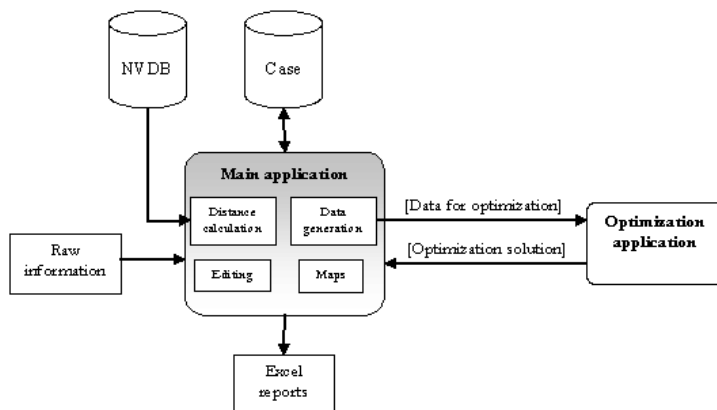 NVDB
Case
Main application
Distance
calculation
Data
generation
[Data for optimization]
Optimization
application
[Optimization solution]
Raw
information
Editing
Maps
Excel
reports